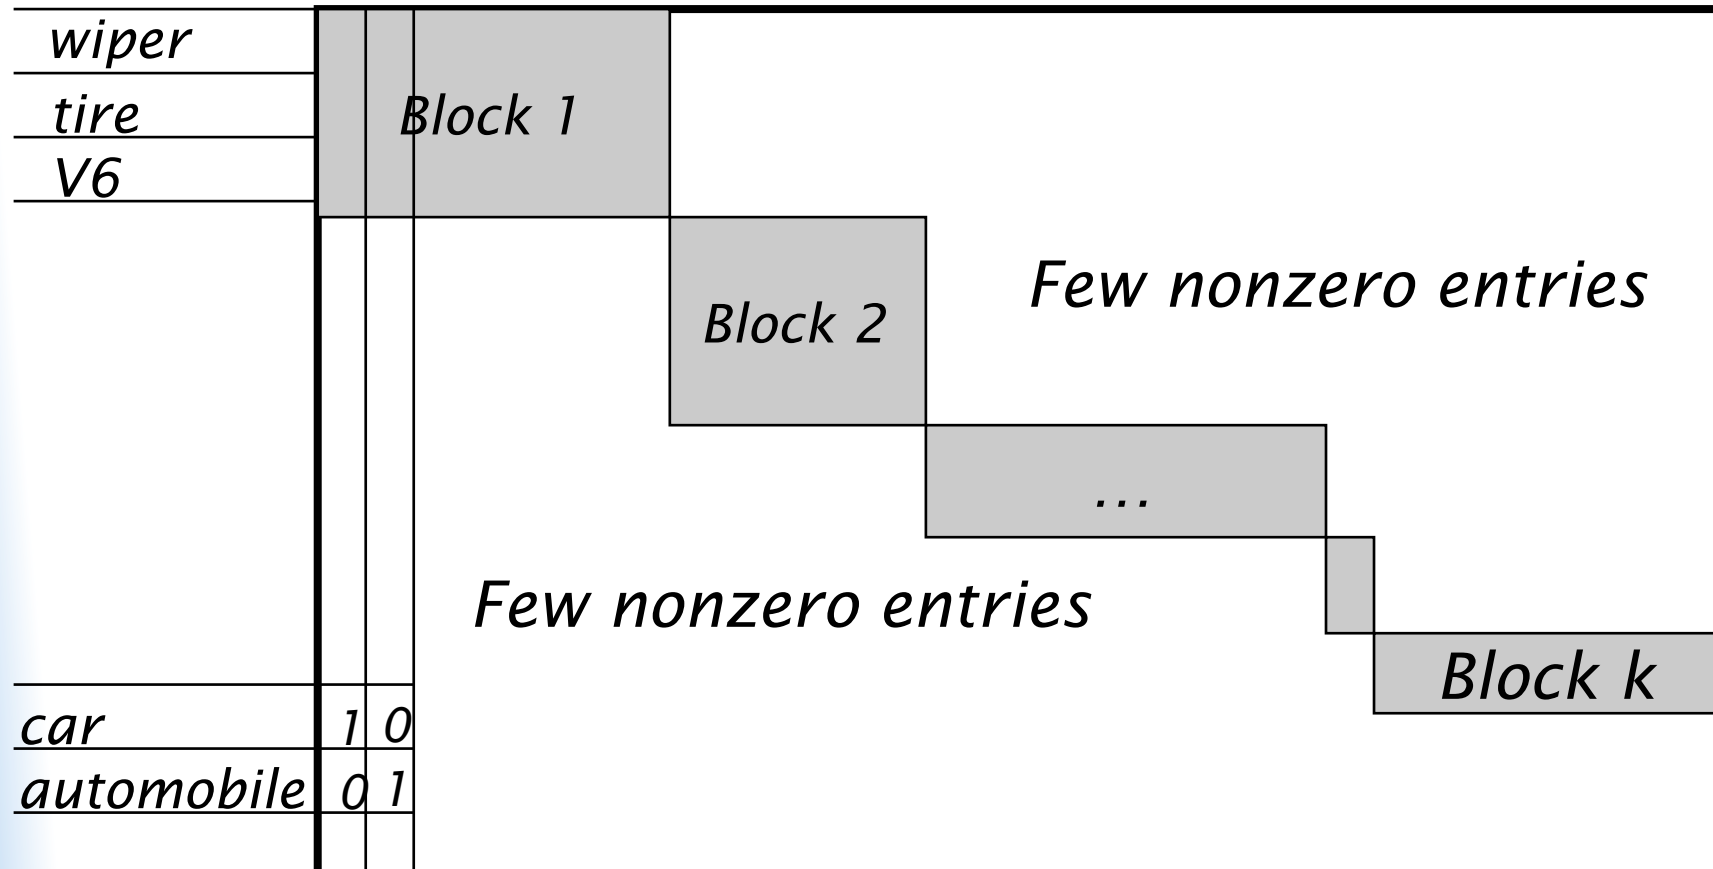 wiper
tire
V6
Block 1
Block 2
Few nonzero entries
...
Few nonzero entries
Block k
car 1 0
automobile 0 1